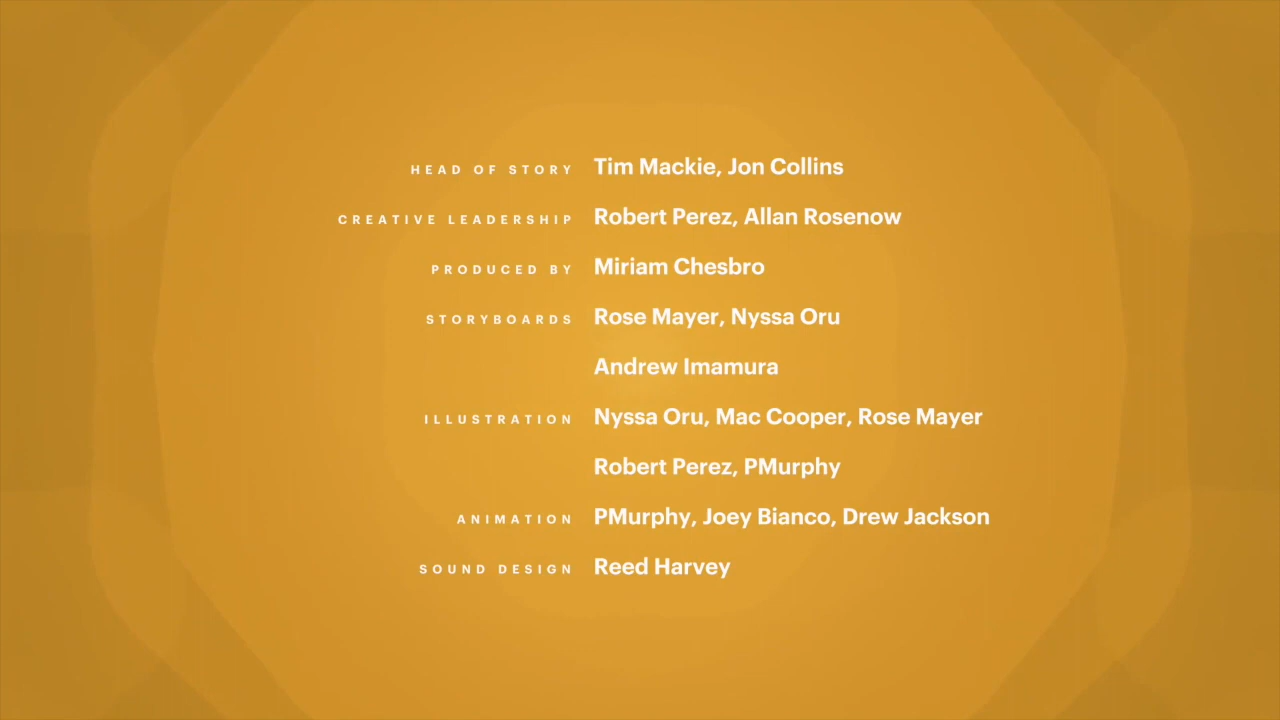 HEAD OF STORY Tim Mackie, Jon Collins
CREATIVE LEADERSHIP Robert Perez, Allan Rosenow
PRODUCED BY Miriam Chesbro
STORYBOARDS Rose Mayer, Nyssa Oru
Andrew Imamura
ILLUSTRATION Nyssa Oru, Mac Cooper, Rose Mayer
Robert Perez, PMurphy
ANIMATION PMurphy, Joey Bianco, Drew Jackson
SOUND DESIGN Reed Harvey